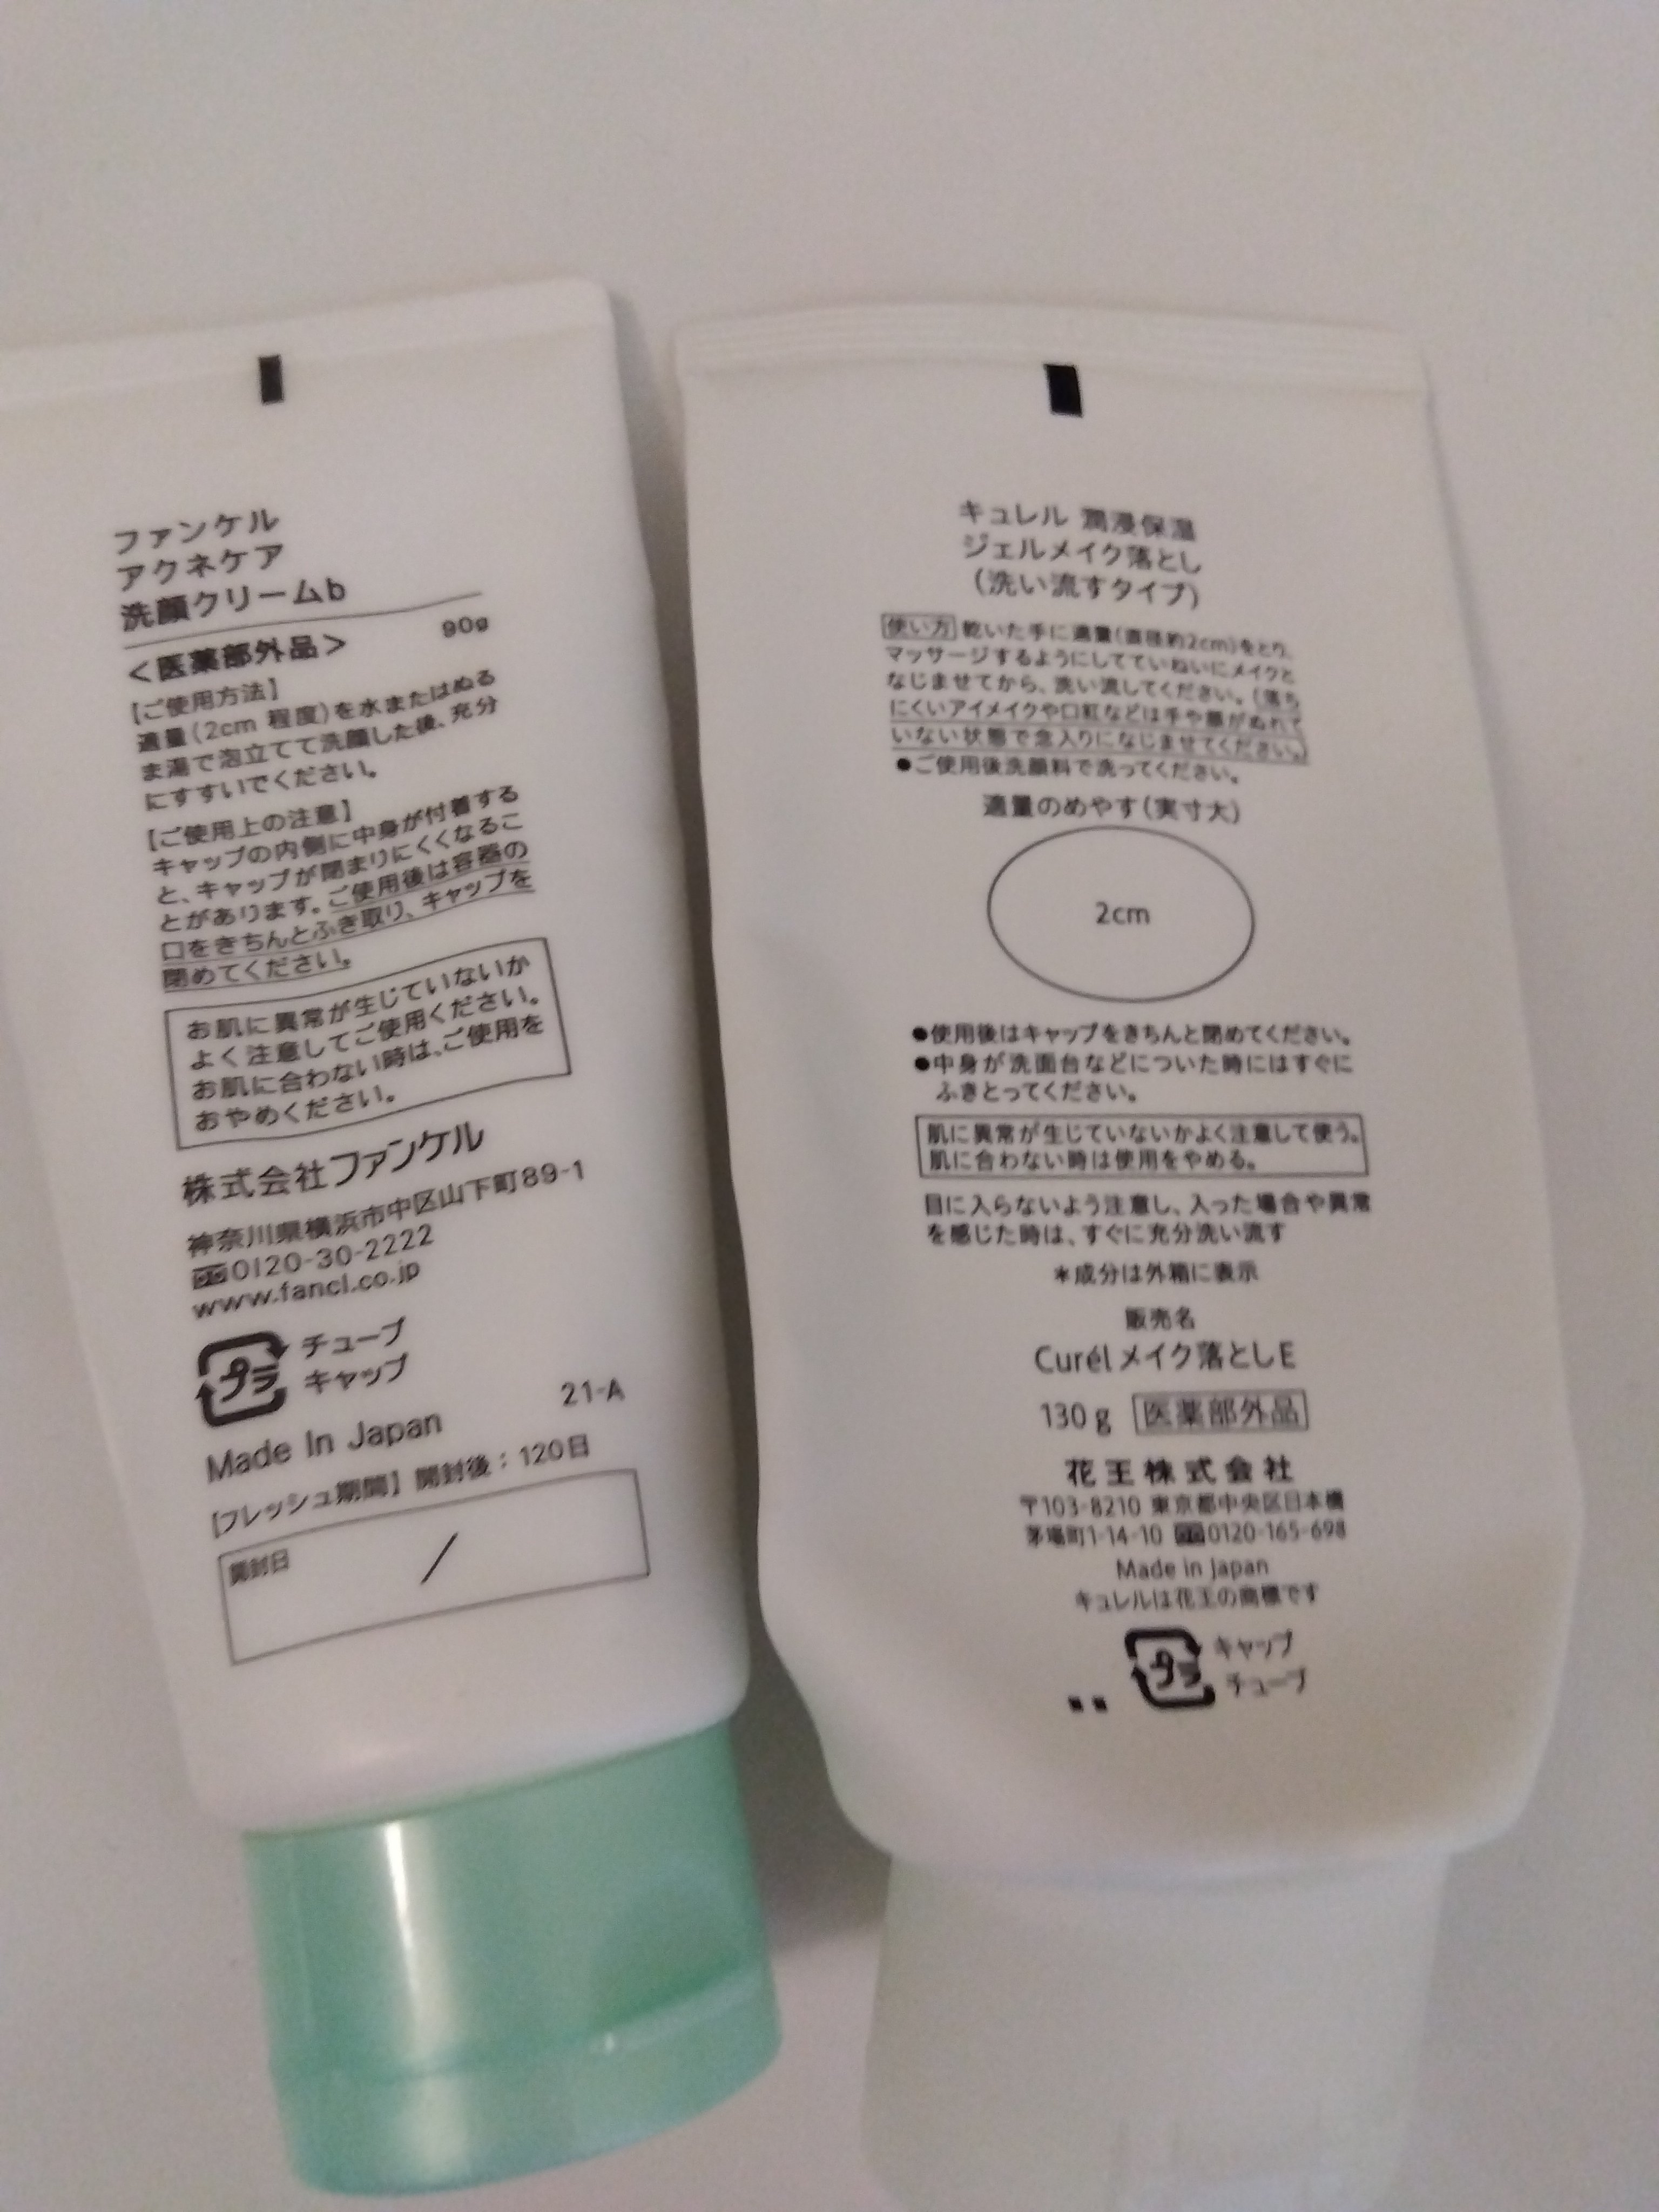 ファンケル
アクネケア
洗顔クリームb
90g
＜医薬部外品＞
【ご使用方法】
適量(2cm 程度)を水またはぬる
ま湯で泡立てて洗顔した後、充分
にすすいでください。
【ご使用上の注意】
キャップの内側に中身が付着する
と、キャップが閉まりにくくなるこ
とがあります。ご使用後は容器の
口をきちんとふき取り、キャップを
閉めてください。
お肌に異常が生じていないか
よく注意してご使用ください。
お肌に合わない時は、ご使用を
おやめください。
株式会社ファンケル
神奈川県横浜市中区山下町89-1
0120-30-2222
www.fancl.co.jp
プラ
チューブ
キャップ
21-A
Made In Japan
【フレッシュ期間】開封後：120日
開封日
/
キュレル 潤浸保湿
ジェルメイク落とし
(洗い流すタイプ)
使い方 乾いた手に適量(直径約2cm)をとり、
マッサージするようにしてていねいにメイクと
なじませてから、洗い流してください。(落ち
にくいアイメイクや口紅などは手や顔がぬれて
いない状態で念入りになじませてください。)
●ご使用後洗顔料で洗ってください。
適量のめやす(実寸大)
2cm
●使用後はキャップをきちんと閉めてください。
●中身が洗面台などについた時にはすぐに
ふきとってください。
肌に異常が生じていないかよく注意して使う。
肌に合わない時は使用をやめる。
目に入らないよう注意し、入った場合や異常
を感じた時は、すぐに充分洗い流す
＊成分は外箱に表示
販売名
Curél メイク落としE
130 g 医薬部外品
花王株式会社
〒103-8210 東京都中央区日本橋
茅場町1-14-10 0120-165-698
Made in Japan
キュレルは花王の商標です
プラ
キャップ
チューブ